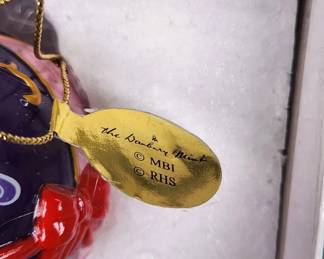 the Danbury Mint
© MBI
© RHS